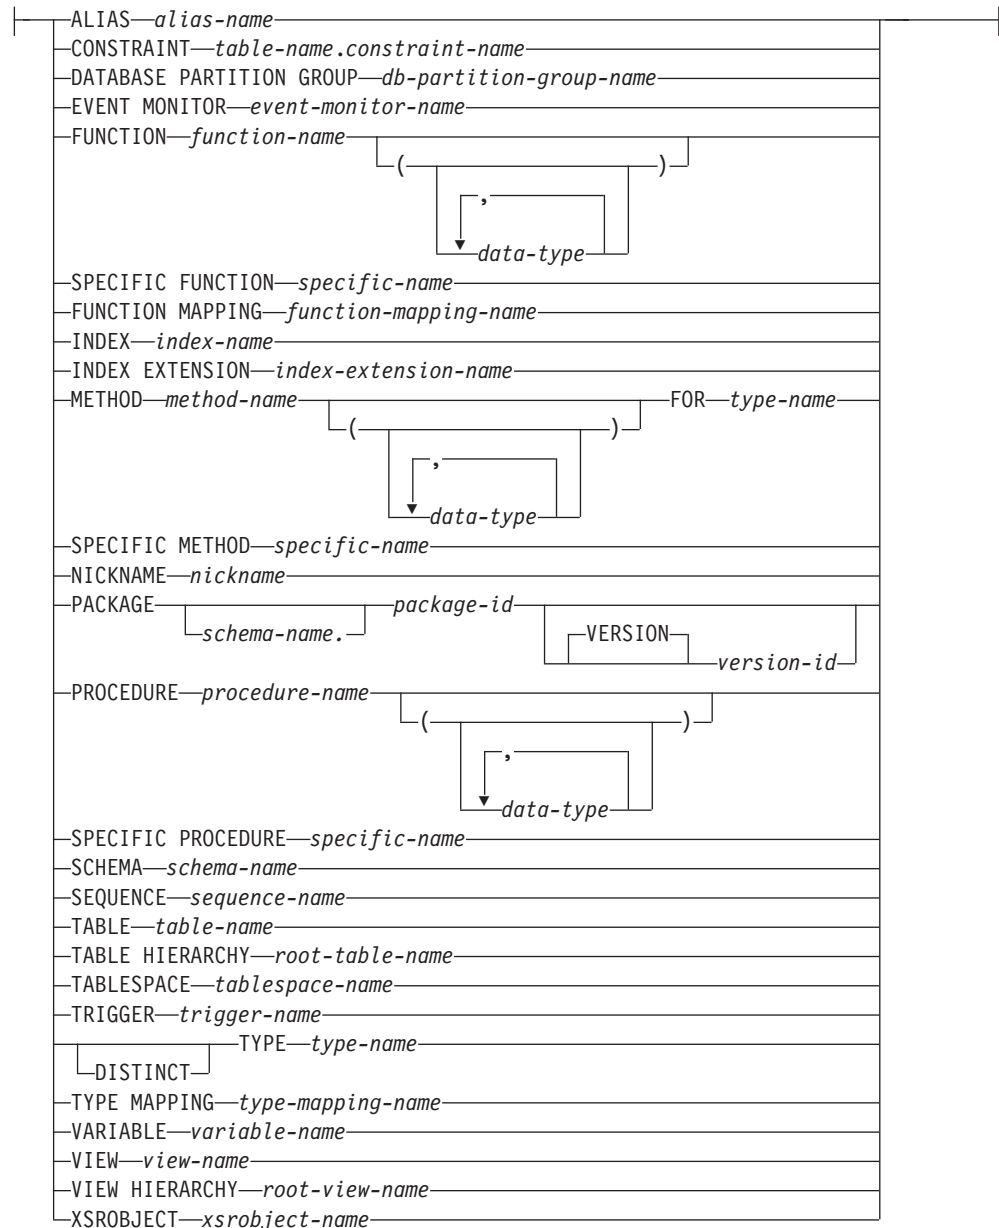 ALIAS alias-name
CONSTRAINT table-name.constraint-name
DATABASE PARTITION GROUP db-partition-group-name
EVENT MONITOR event-monitor-name
FUNCTION function-name
( )
,
data-type
SPECIFIC FUNCTION specific-name
FUNCTION MAPPING function-mapping-name
INDEX index-name
INDEX EXTENSION index-extension-name
METHOD method-name FOR type-name
( )
,
data-type
SPECIFIC METHOD specific-name
NICKNAME nickname
PACKAGE package-id
schema-name. VERSION
version-id
PROCEDURE procedure-name
( )
,
data-type
SPECIFIC PROCEDURE specific-name
SCHEMA schema-name
SEQUENCE sequence-name
TABLE table-name
TABLE HIERARCHY root-table-name
TABLESPACE tablespace-name
TRIGGER trigger-name
TYPE type-name
DISTINCT
TYPE MAPPING type-mapping-name
VARIABLE variable-name
VIEW view-name
VIEW HIERARCHY root-view-name
XSROBJECT xsrobject-name